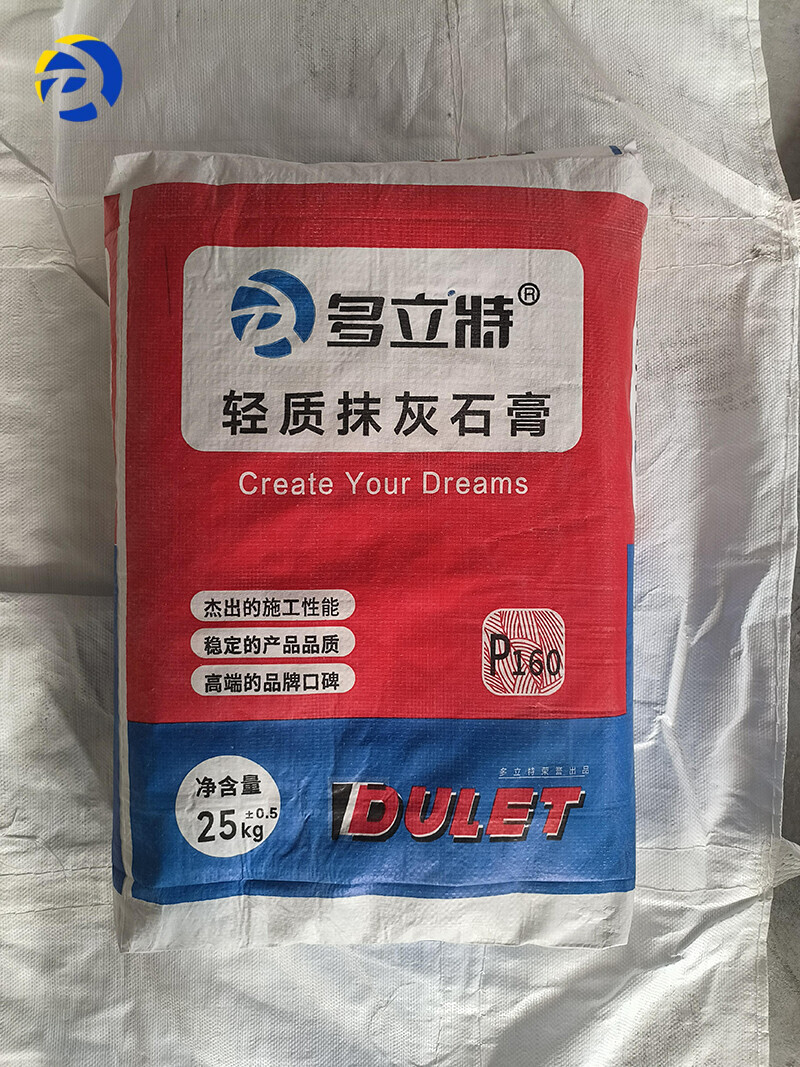 多立特®
轻质抹灰石膏
Create Your Dreams
杰出的施工性能
稳定的产品品质
高端的品牌口碑
P160
净含量
25±0.5kg
多立特荣誉出品
DULET